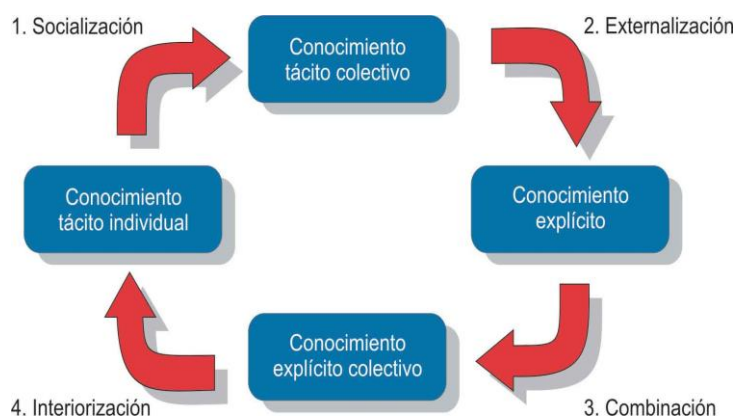 1. Socialización
Conocimiento
tácito colectivo
2. Externalización
Conocimiento
tácito individual
Conocimiento
explícito
Conocimiento
explícito colectivo
4. Interiorización
3. Combinación